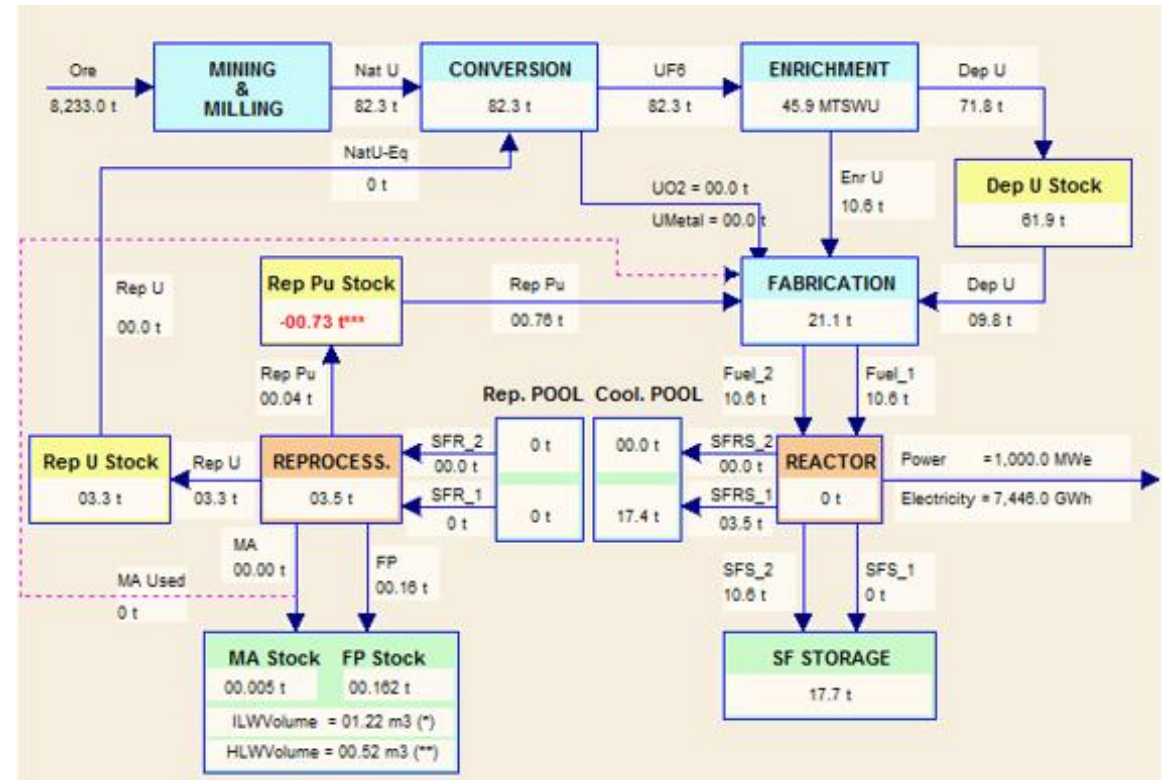 Ore
8,233.0 t
MINING
&
MILLING
Nat U
82.3 t
CONVERSION
82.3 t
UF6
82.3 t
ENRICHMENT
45.9 MTSWU
Dep U
71.8 t
NatU-Eq
0 t
UO2 = 00.0 t
UMetal = 00.0 t
Enr U
10.6 t
Dep U Stock
61.9 t
Rep U
00.0 t
Rep Pu Stock
-00.73 t***
Rep Pu
00.76 t
FABRICATION
21.1 t
Dep U
09.8 t
Rep Pu
00.04 t
Fuel_2
10.6 t
Fuel_1
10.6 t
Rep. POOL
Cool. POOL
Rep U Stock
03.3 t
Rep U
03.3 t
REPROCESS.
03.5 t
SFR_2
00.0 t
SFR_1
0 t
0 t
0 t
00.0 t
17.4 t
SFRS_2
00.0 t
SFRS_1
03.5 t
REACTOR
0 t
Power =1,000.0 MWe
Electricity = 7,446.0 GWh
MA
00.00 t
FP
00.16 t
MA Used
0 t
SFS_2
10.6 t
SFS_1
0 t
MA Stock FP Stock
00.005 t 00.162 t
ILWVolume = 01.22 m3 (*)
HLWVolume = 00.52 m3 (**)
SF STORAGE
17.7 t